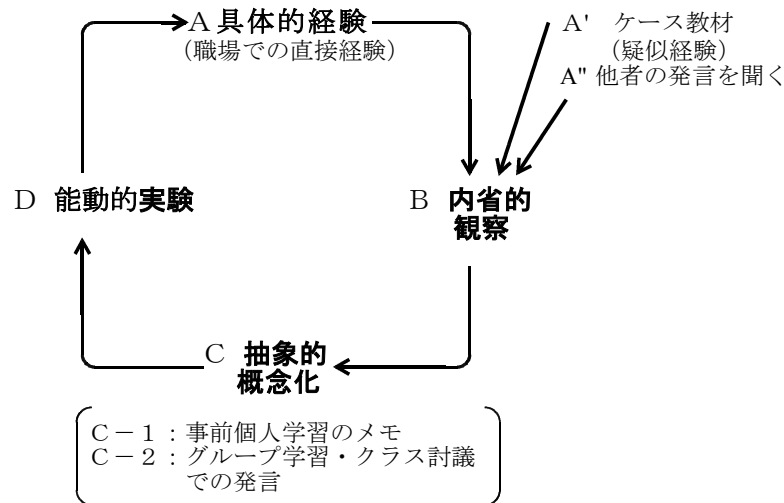 A 具体的経験
(職場での直接経験)
A' ケース教材
(疑似経験)
A" 他者の発言を聞く
D 能動的実験
B 内省的
観察
C 抽象的
概念化
C-1：事前個人学習のメモ
C-2：グループ学習・クラス討議
での発言